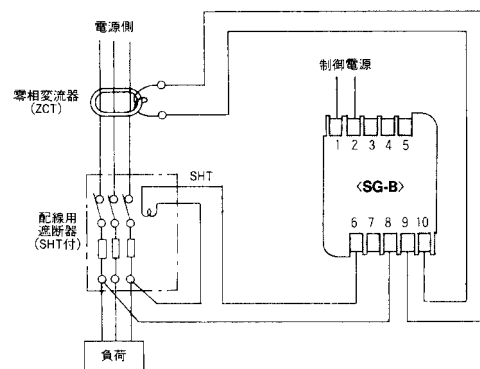 電源側
零相変流器
(ZCT)
制御電源
1 2 3 4 5
〈SG-B〉
6 7 8 9 10
SHT
配線用
遮断器
(SHT付)
負荷